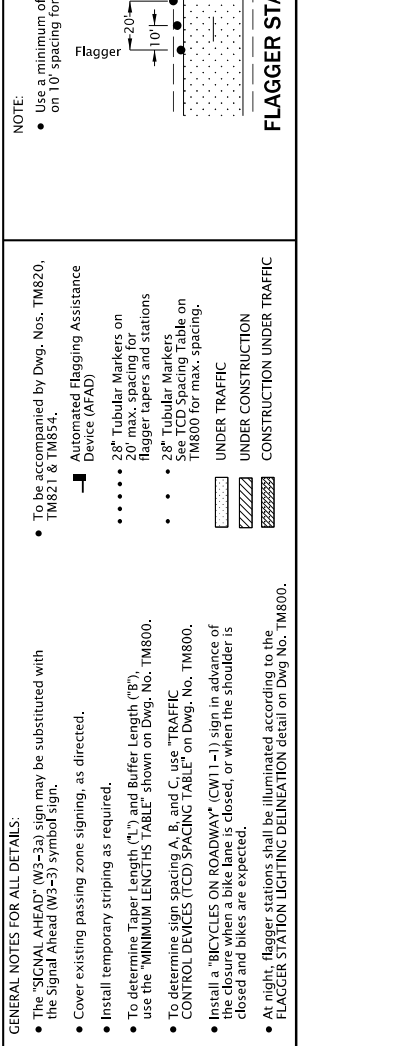 GENERAL NOTES FOR ALL DETAILS:
• The "SIGNAL AHEAD" (W3-3a) sign may be substituted with
the Signal Ahead (W3-3) symbol sign.
• Cover existing passing zone signing, as directed.
• Install temporary striping as required.
• To determine Taper Length ("L") and Buffer Length ("B"),
use the "MINIMUM LENGTHS TABLE" shown on Dwg. No. TM800.
• To determine sign spacing A, B, and C, use "TRAFFIC
CONTROL DEVICES (TCD) SPACING TABLE" on Dwg. No. TM800.
• Install a "BICYCLES ON ROADWAY" (CW11-1) sign in advance of
the closure when a bike lane is closed, or when the shoulder is
closed and bikes are expected.
• At night, flagger stations shall be illuminated according to the
FLAGGER STATION LIGHTING DELINEATION detail on Dwg No. TM800.
• To be accompanied by Dwg. Nos. TM820,
TM821 & TM854.
Automated Flagging Assistance
Device (AFAD)
28" Tubular Markers on
20' max. spacing for
flagger tapers and stations
28" Tubular Markers
See TCD Spacing Table on
TM800 for max. spacing.
UNDER TRAFFIC
UNDER CONSTRUCTION
CONSTRUCTION UNDER TRAFFIC
NOTE:
• Use a minimum of
on 10' spacing for
Flagger
20'
10'
FLAGGER STA